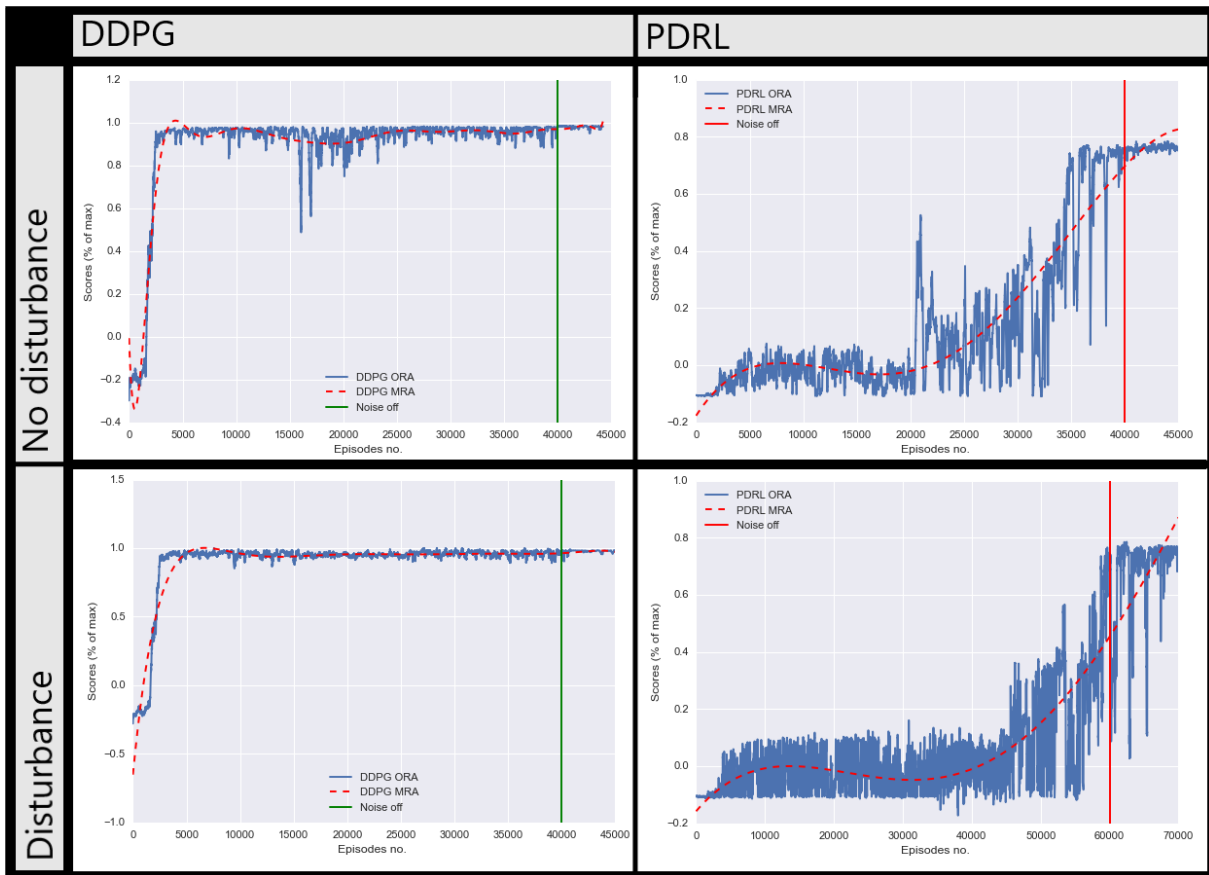 DDPG
PDRL
No disturbance
1.2
1.0
0.8
0.6
0.4
0.2
0.0
−0.2
−0.4
Scores (% of max)
DDPG ORA
DDPG MRA
Noise off
0 5000 10000 15000 20000 25000 30000 35000 40000 45000
Episodes no.
1.0
0.8
0.6
0.4
0.2
0.0
−0.2
Scores (% of max)
PDRL ORA
PDRL MRA
Noise off
0 5000 10000 15000 20000 25000 30000 35000 40000 45000
Episodes no.
Disturbance
1.5
1.0
0.5
0.0
−0.5
−1.0
Scores (% of max)
DDPG ORA
DDPG MRA
Noise off
0 5000 10000 15000 20000 25000 30000 35000 40000 45000
Episodes no.
1.0
0.8
0.6
0.4
0.2
0.0
−0.2
Scores (% of max)
PDRL ORA
PDRL MRA
Noise off
0 10000 20000 30000 40000 50000 60000 70000
Episodes no.